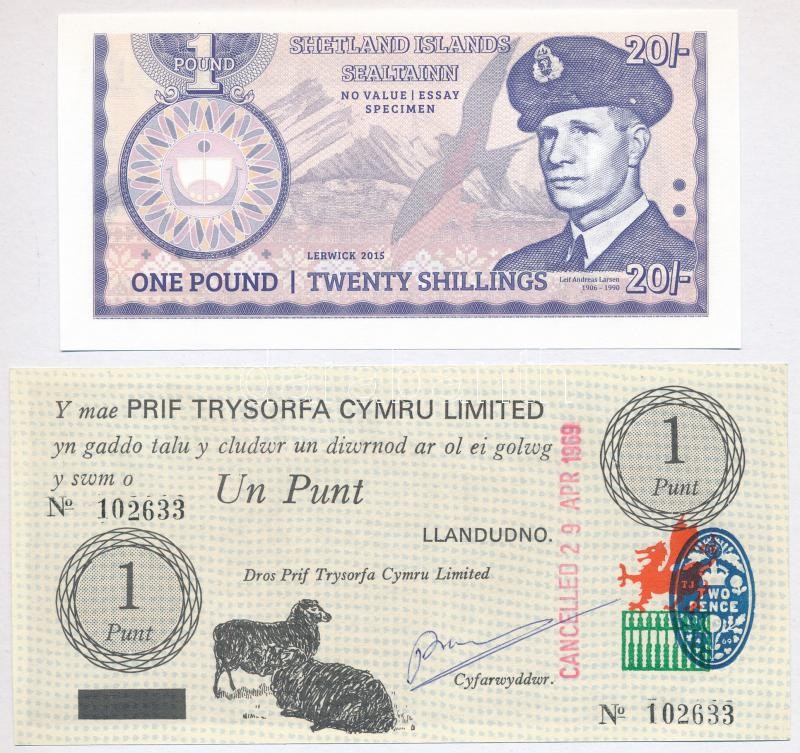 1
POUND
SHETLAND ISLANDS
SEALTAINN
NO VALUE | ESSAY
SPECIMEN
20/-
LERWICK 2015
ONE POUND | TWENTY SHILLINGS
Leif Andreas Larsen
1906 – 1990
20/-
Y mae PRIF TRYSORFA CYMRU LIMITED
yn gaddo talu y cludwr un diwrnod ar ol ei golwg
y swm o
Un Punt
Nº 102633
1
Punt
LLANDUDNO.
Dros Prif Trysorfa Cymru Limited
1
Punt
CANCELLED 29 APR 1969
TJ
TWO
PENCE
Cyfarwyddwr.
Nº 102633